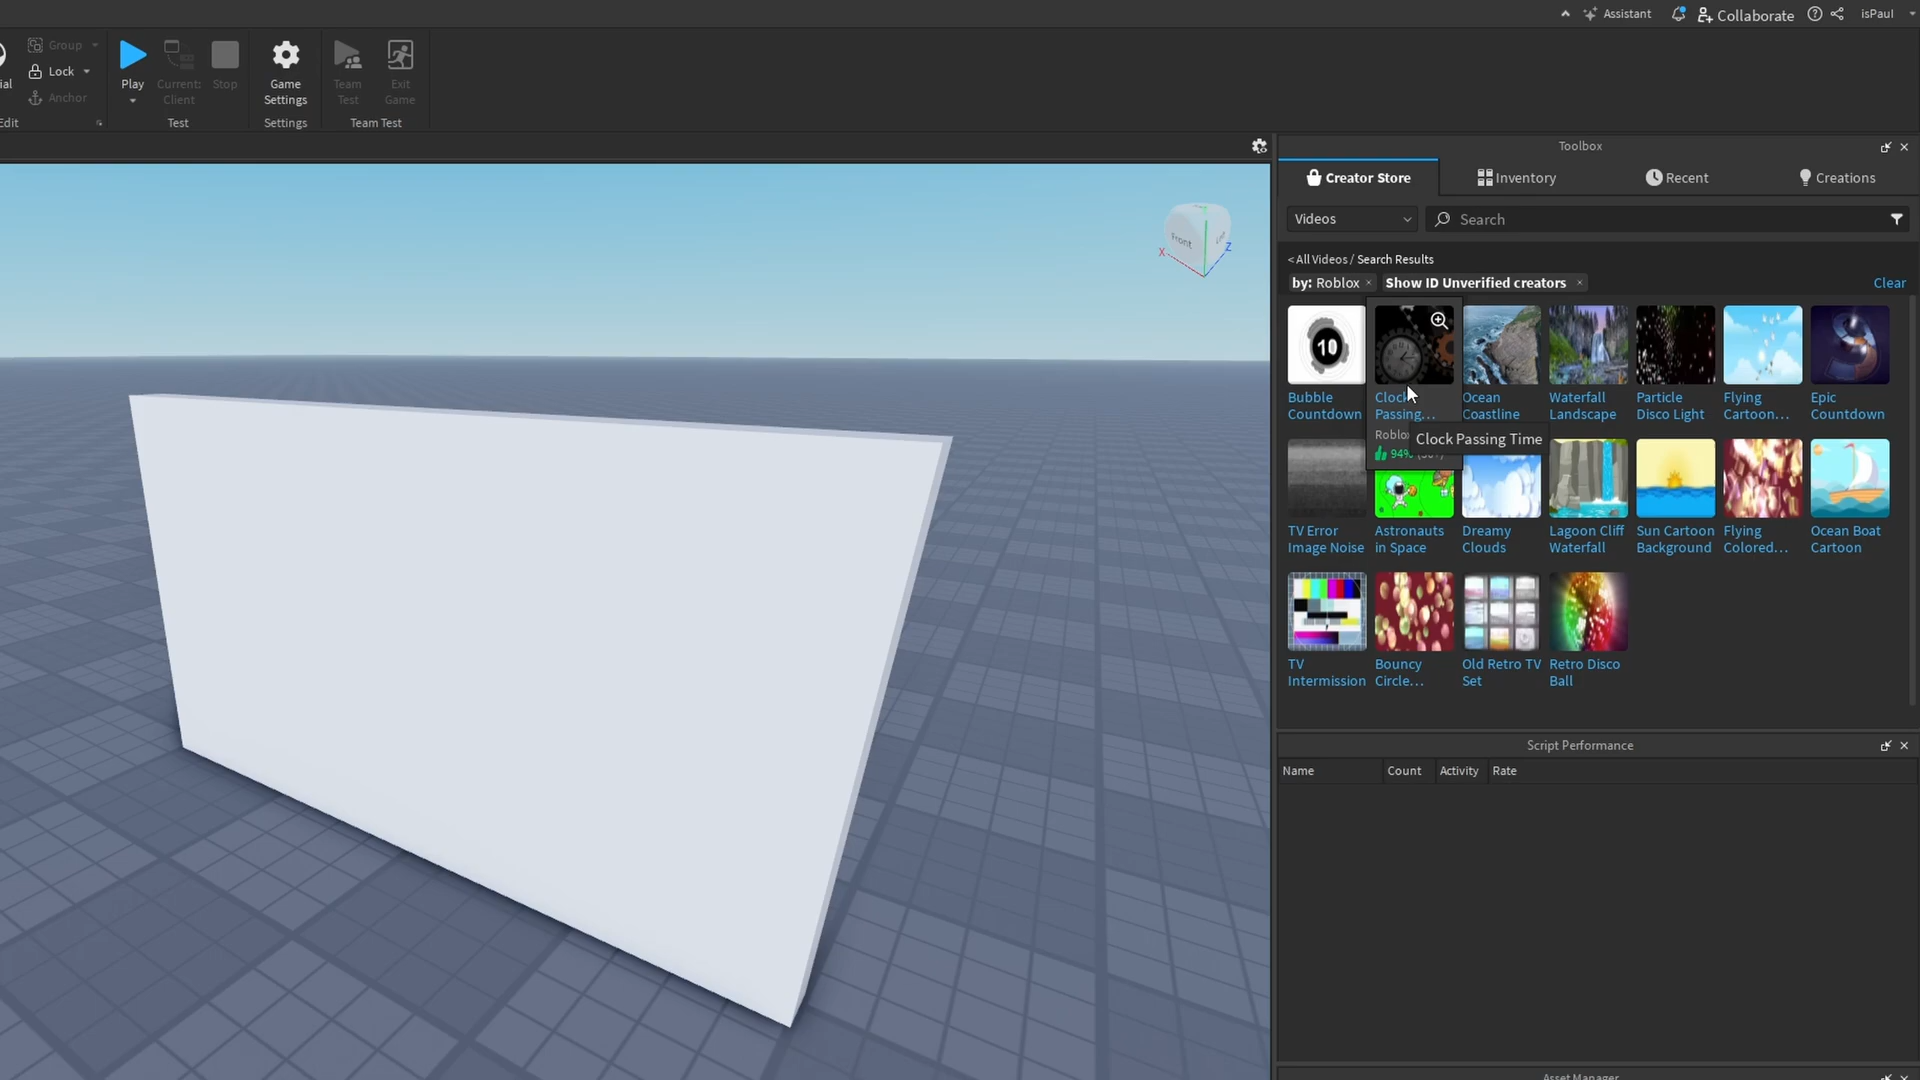 Assistant
Collaborate
isPaul
Group
Lock
Anchor
Edit
Play
Current:
Client
Stop
Test
Game
Settings
Settings
Team
Test
Exit
Game
Team Test
Toolbox
Creator Store
Inventory
Recent
Creations
Videos
Search
< All Videos / Search Results
by: Roblox ×
Show ID Unverified creators ×
Clear
10
Bubble
Countdown
Clock
Passing...
Roblox
94%
Clock Passing Time
Ocean
Coastline
Waterfall
Landscape
Particle
Disco Light
Flying
Cartoon...
Epic
Countdown
TV Error
Image Noise
Astronauts
in Space
Dreamy
Clouds
Lagoon Cliff
Waterfall
Sun Cartoon
Background
Flying
Colored...
Ocean Boat
Cartoon
TV
Intermission
Bouncy
Circle...
Old Retro TV
Set
Retro Disco
Ball
Script Performance
Name Count Activity Rate
Asset Manager
Front
X
Z